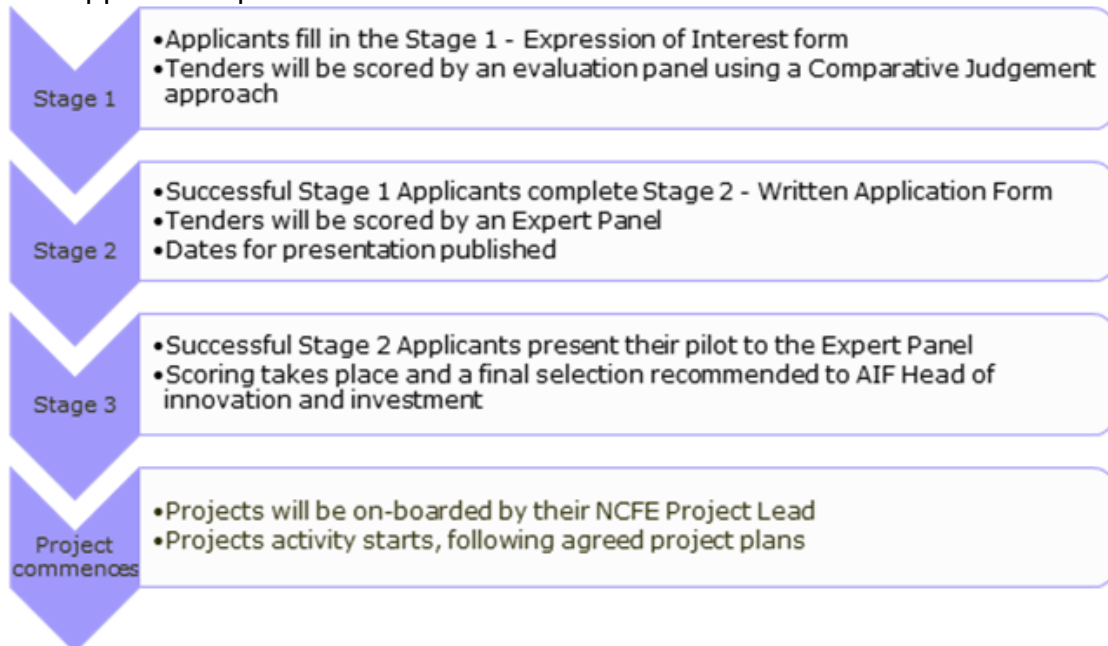 Stage 1
•Applicants fill in the Stage 1 - Expression of Interest form
•Tenders will be scored by an evaluation panel using a Comparative Judgement
approach
Stage 2
•Successful Stage 1 Applicants complete Stage 2 - Written Application Form
•Tenders will be scored by an Expert Panel
•Dates for presentation published
Stage 3
•Successful Stage 2 Applicants present their pilot to the Expert Panel
•Scoring takes place and a final selection recommended to AIF Head of
innovation and investment
Project
commences
•Projects will be on-boarded by their NCFE Project Lead
•Projects activity starts, following agreed project plans